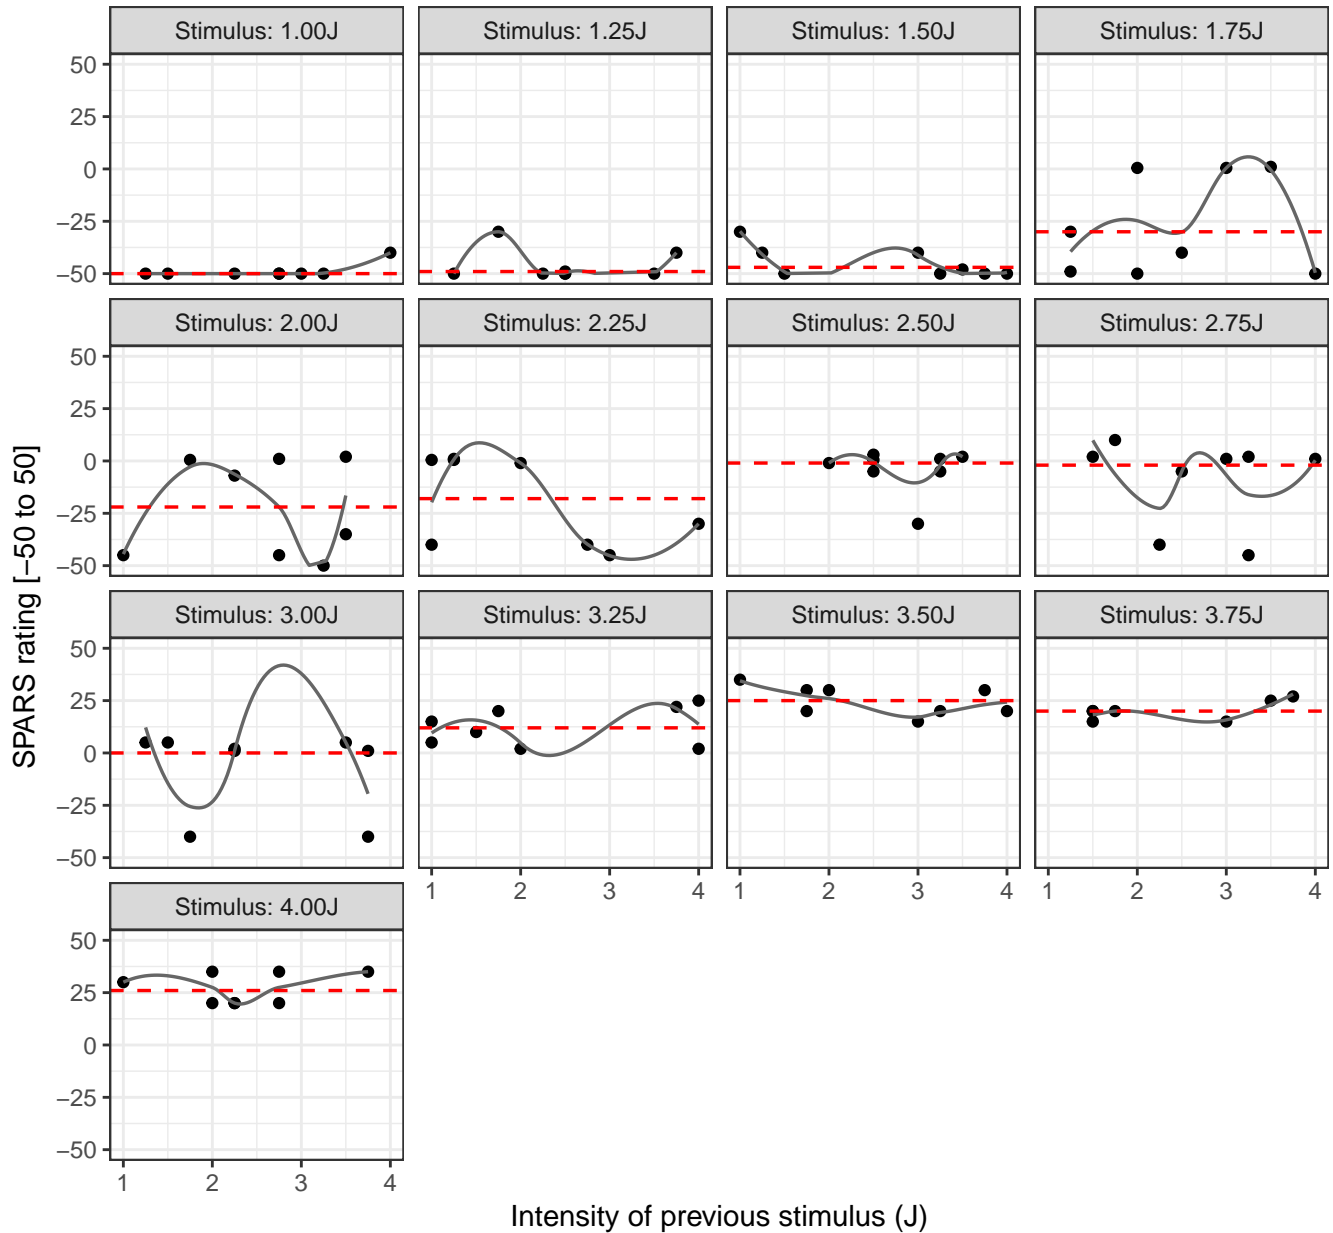 Stimulus: 1.00J
Stimulus: 1.25J
Stimulus: 1.50J
Stimulus: 1.75J
50
25
0
−25
−50
Stimulus: 2.00J
Stimulus: 2.25J
Stimulus: 2.50J
Stimulus: 2.75J
50
25
0
−25
−50
Stimulus: 3.00J
Stimulus: 3.25J
Stimulus: 3.50J
Stimulus: 3.75J
50
25
0
−25
−50
1 2 3 4
1 2 3 4
1 2 3 4
Stimulus: 4.00J
50
25
0
−25
−50
1 2 3 4
SPARS rating [−50 to 50]
Intensity of previous stimulus (J)